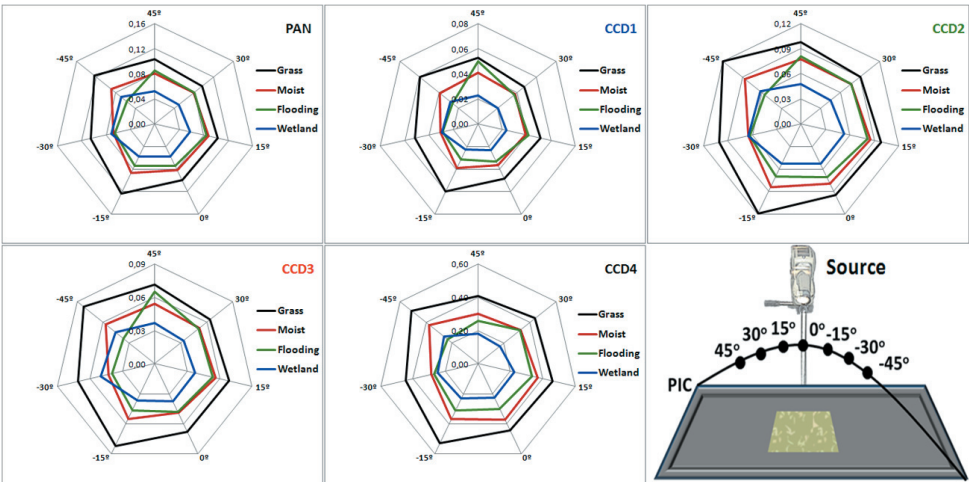 PAN
45º
30º
15º
0º
-15º
-30º
-45º
0,16
0,12
0,04
0,00
Grass
Moist
Flooding
Wetland
CCD1
45º
30º
15º
0º
-15º
-30º
-45º
0,08
0,06
0,04
0,02
0,00
Grass
Moist
Flooding
Wetland
CCD2
45º
30º
15º
0º
-15º
-30º
-45º
0,12
0,09
0,06
0,03
0,00
Grass
Moist
Flooding
Wetland
CCD3
45º
30º
15º
0º
-15º
-30º
-45º
0,09
0,06
0,03
0,00
Grass
Moist
Flooding
Wetland
CCD4
45º
30º
15º
0º
-15º
-30º
-45º
0,60
0,40
0,20
0,00
Grass
Moist
Flooding
Wetland
Source
45º
30º
15º
0º
-15º
-30º
-45º
PIC